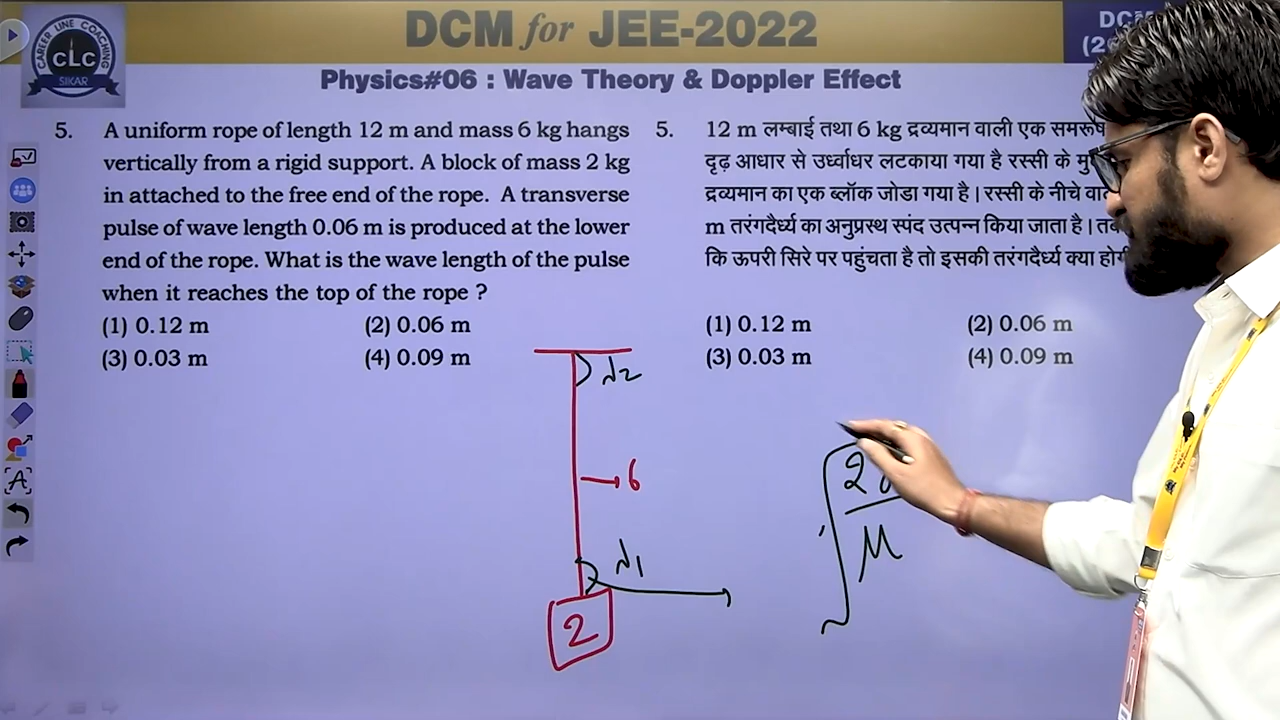 DCM for JEE-2022
DCM
CAREER LINE COACHING
CLC
SIKAR
Physics#06 : Wave Theory & Doppler Effect
5. A uniform rope of length 12 m and mass 6 kg hangs
vertically from a rigid support. A block of mass 2 kg
in attached to the free end of the rope. A transverse
pulse of wave length 0.06 m is produced at the lower
end of the rope. What is the wave length of the pulse
when it reaches the top of the rope ?
(1) 0.12 m (2) 0.06 m
(3) 0.03 m (4) 0.09 m
5. 12 m लम्बाई तथा 6 kg द्रव्यमान वाली एक समरूप
दृढ़ आधार से उर्ध्वाधर लटकाया गया है रस्सी के
द्रव्यमान का एक ब्लॉक जोडा गया है। रस्सी के नीचे
m तरंगदैर्ध्य का अनुप्रस्थ स्पंद उत्पन्न किया जाता है।
कि ऊपरी सिरे पर पहुंचता है तो इसकी तरंगदैर्ध्य क्या
(1) 0.12 m (2) 0.06 m
(3) 0.03 m (4) 0.09 m
λ2
6
λ1
2
2
μ